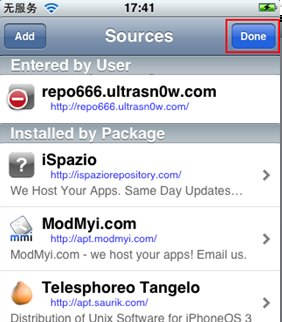 无服务 17:41
Add Sources Done
Entered by User
repo666.ultrasn0w.com
http://repo666.ultrasn0w.com/
Installed by Package
iSpazio
http://ispaziorepository.com/
We Host Your Apps. Same Day Updates…
ModMyi.com
mmi http://apt.modmyi.com/
ModMyi.com - we host your apps! Email us.
Telesphoreo Tangelo
http://apt.saurik.com/
Distribution of Unix Software for iPhoneOS 3